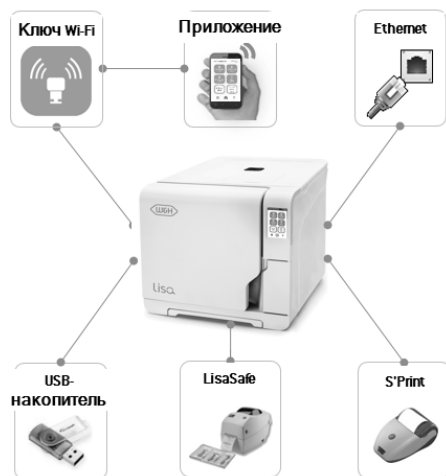 Ключ Wi-Fi
Приложение
Ethernet
W&H
Lisa
USB-
накопитель
LisaSafe
S'Print